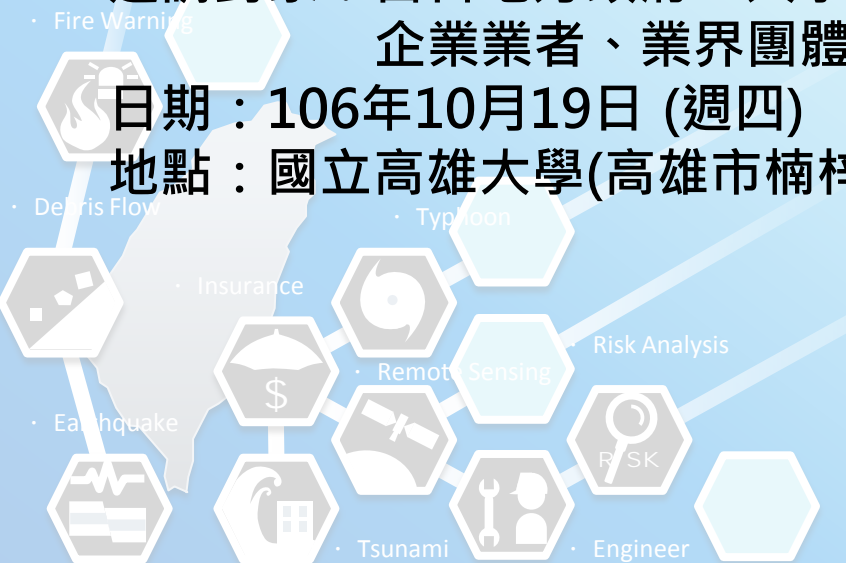 · Fire Warning
企業業者、業界團體
日期：106年10月19日 (週四)
地點：國立高雄大學(高雄市楠梓
· Debris Flow
· Typhoon
· Insurance
· Risk Analysis
· Remote Sensing
$
· Earthquake
RISK
· Tsunami
· Engineer